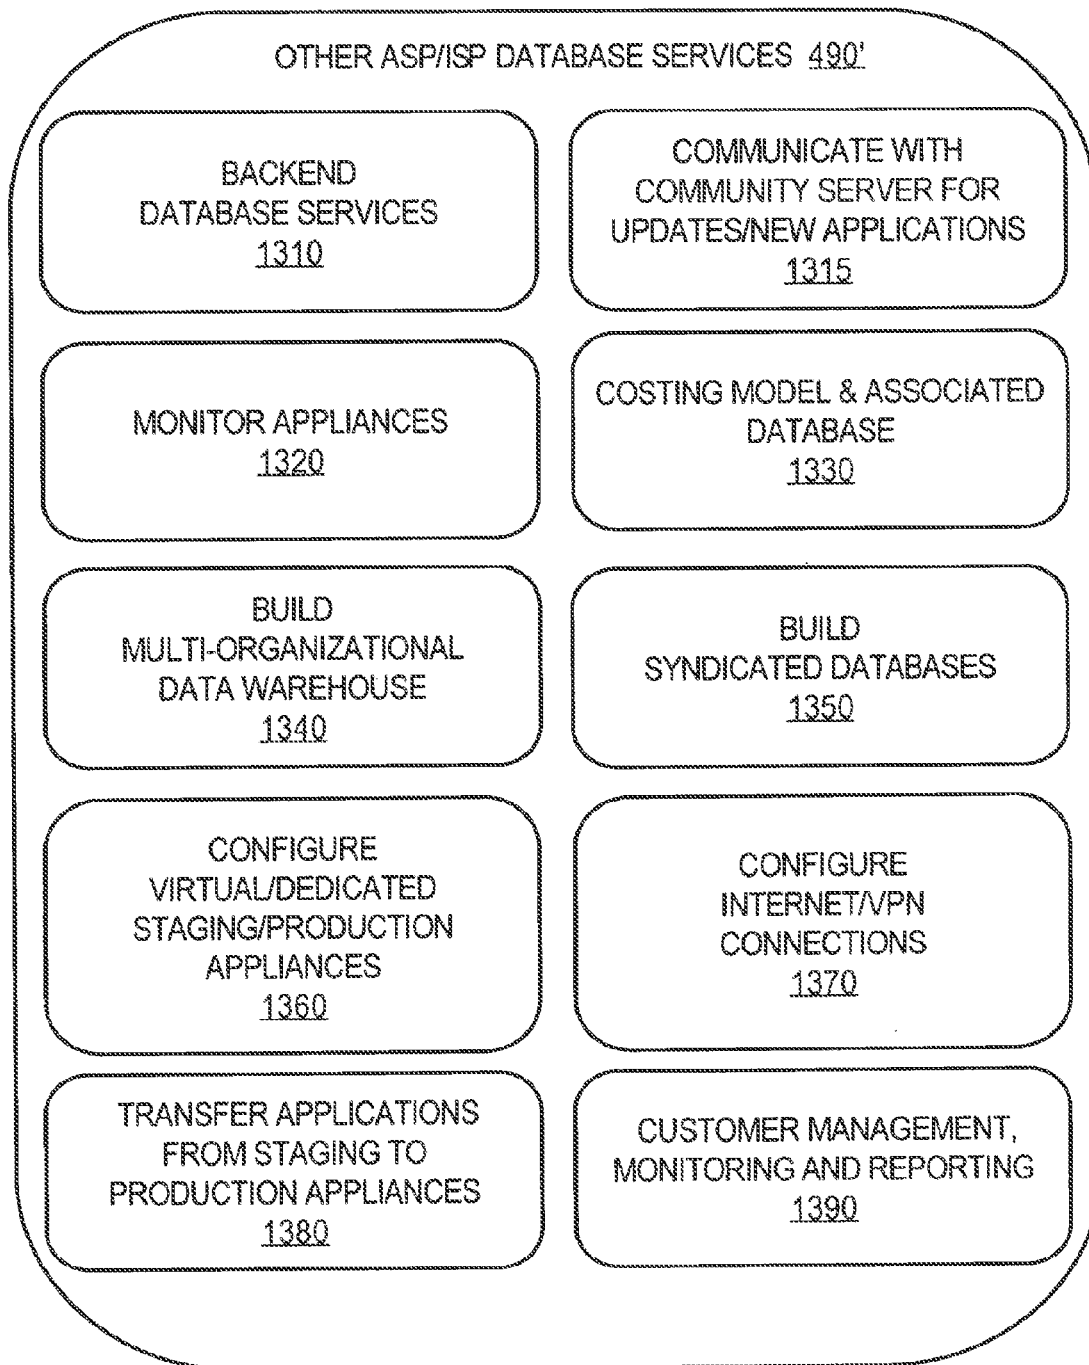 OTHER ASP/ISP DATABASE SERVICES 490'
BACKEND
DATABASE SERVICES
1310
COMMUNICATE WITH
COMMUNITY SERVER FOR
UPDATES/NEW APPLICATIONS
1315
MONITOR APPLIANCES
1320
COSTING MODEL & ASSOCIATED
DATABASE
1330
BUILD
MULTI-ORGANIZATIONAL
DATA WAREHOUSE
1340
BUILD
SYNDICATED DATABASES
1350
CONFIGURE
VIRTUAL/DEDICATED
STAGING/PRODUCTION
APPLIANCES
1360
CONFIGURE
INTERNET/VPN
CONNECTIONS
1370
TRANSFER APPLICATIONS
FROM STAGING TO
PRODUCTION APPLIANCES
1380
CUSTOMER MANAGEMENT,
MONITORING AND REPORTING
1390